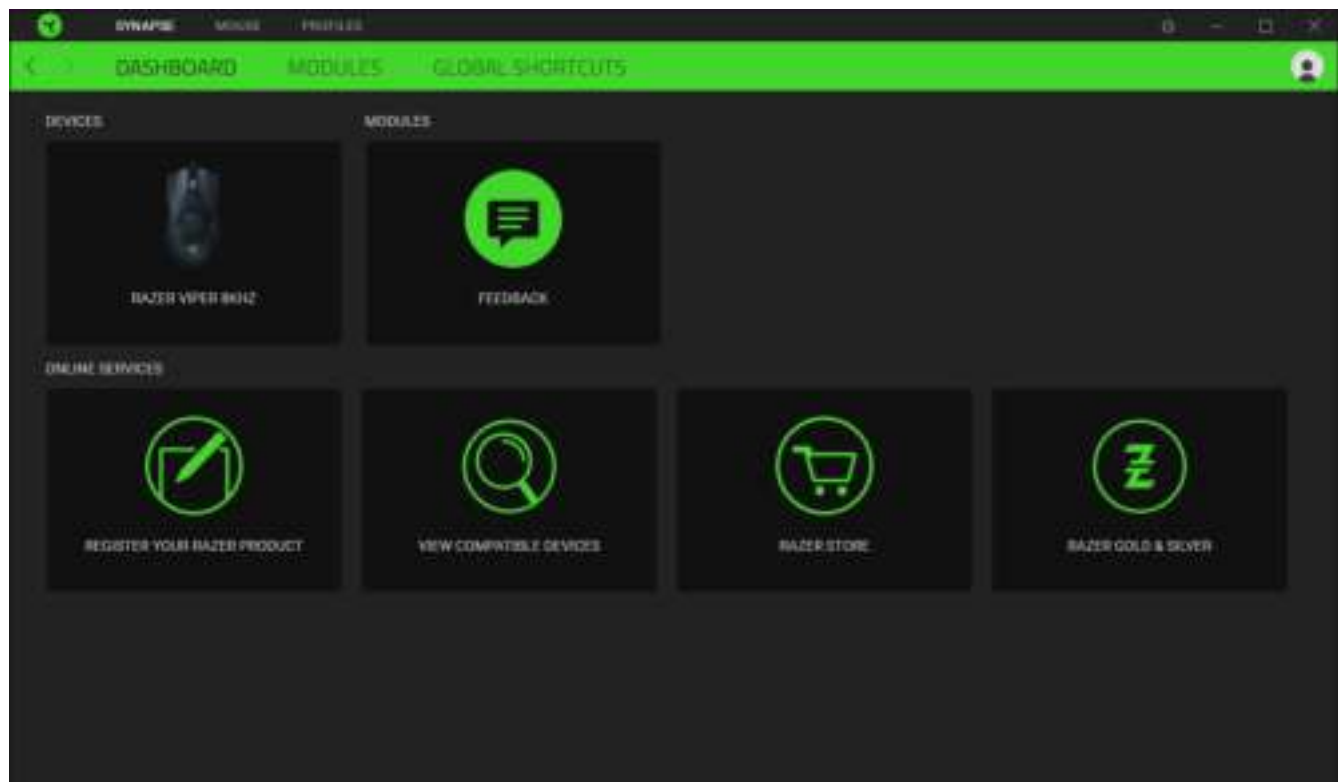 SYNAPSE MOUSE PROFILES
DASHBOARD MODULES GLOBAL SHORTCUTS
DEVICES MODULES
RAZER VIPER 8KHZ FEEDBACK
ONLINE SERVICES
REGISTER YOUR RAZER PRODUCT VIEW COMPATIBLE DEVICES RAZER STORE RAZER GOLD & SILVER